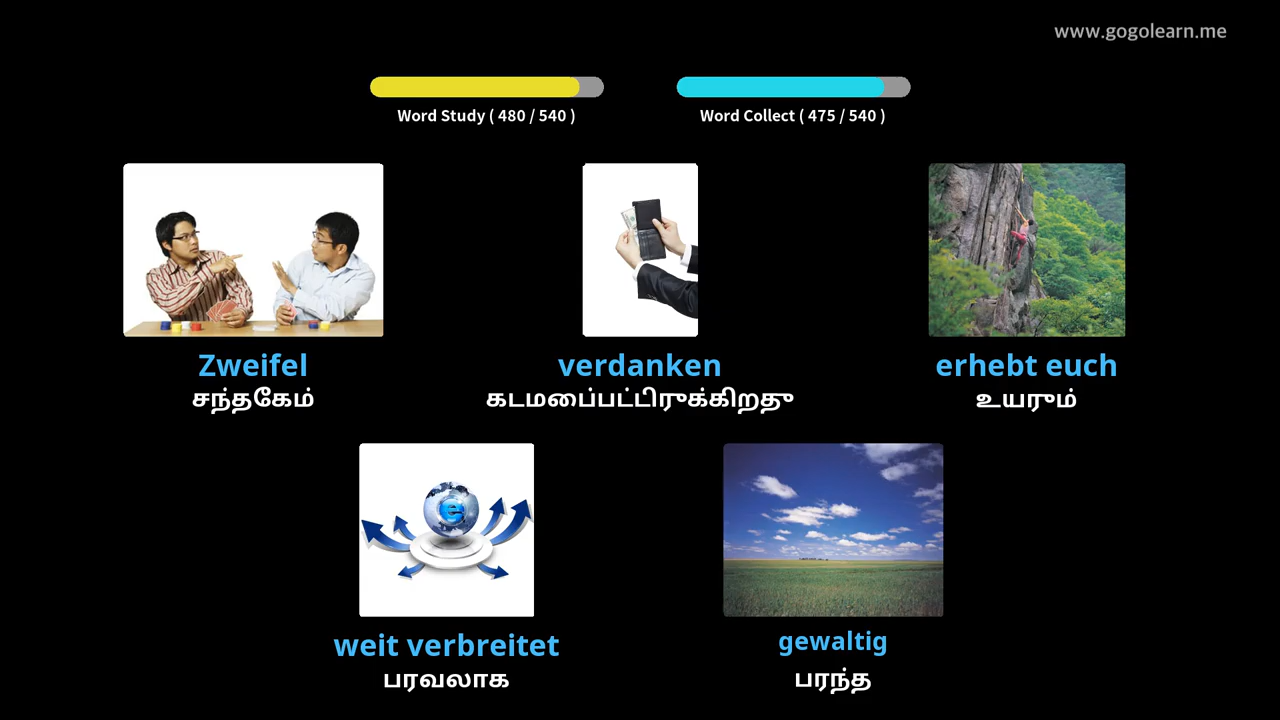 www.gogolearn.me
Word Study ( 480 / 540 )
Word Collect ( 475 / 540 )
Zweifel
verdanken
erhebt euch
சந்தகேம்
கடமைப்பட்டிருக்கிறது
உயரும்
weit verbreitet
gewaltig
பரவலாக
பரந்த